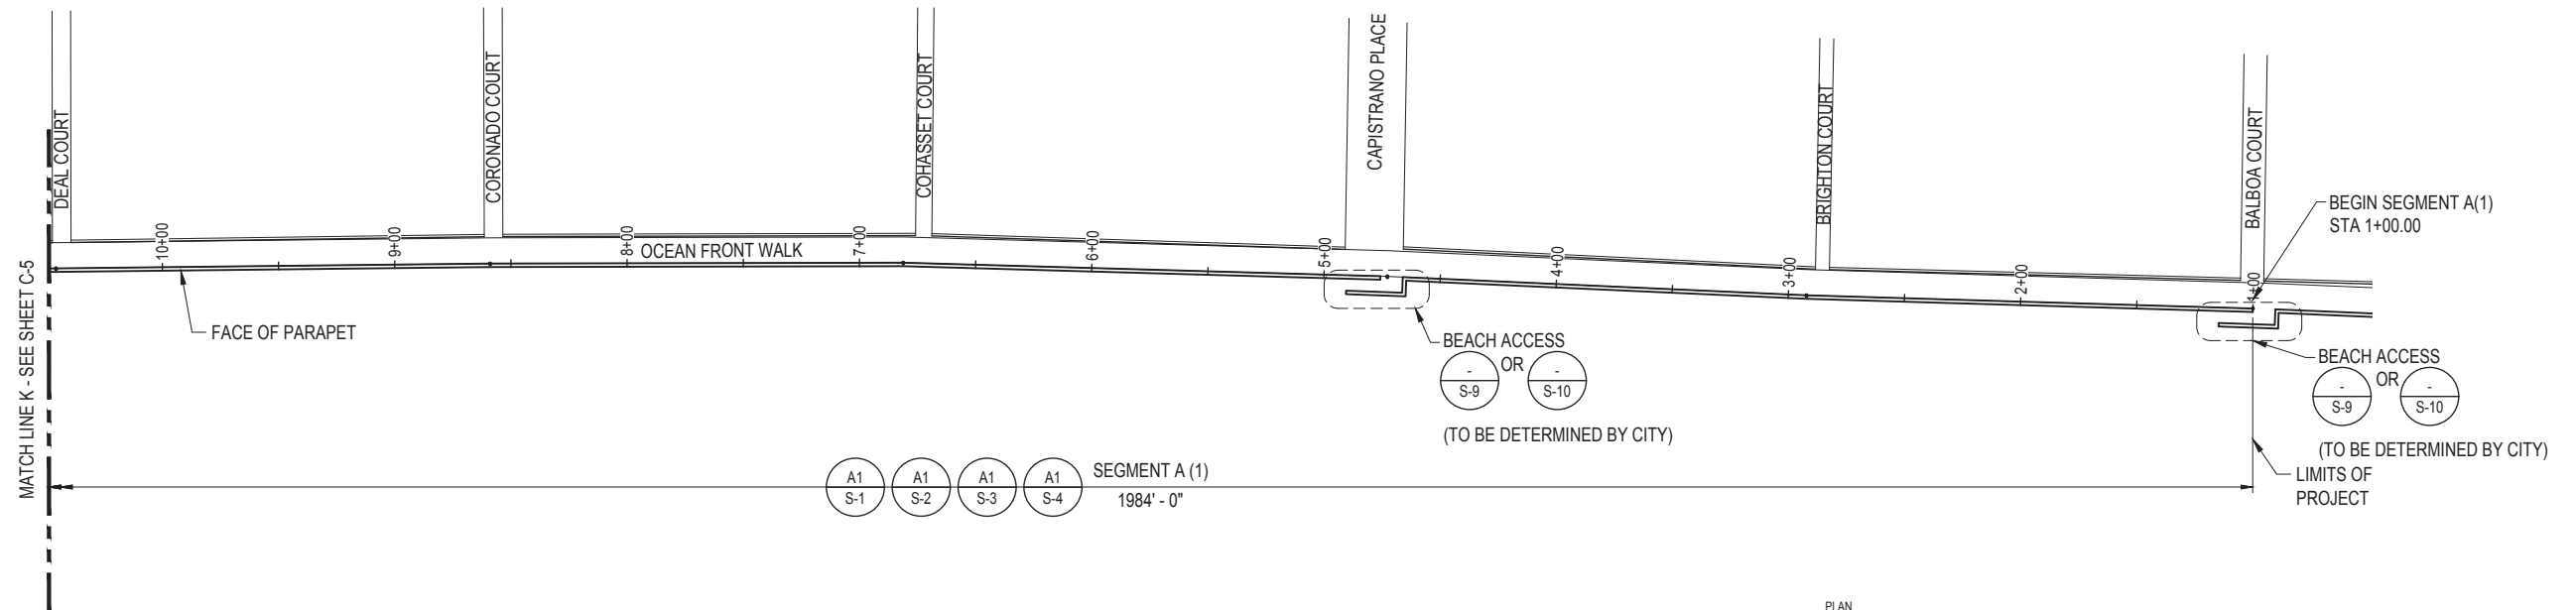 DEAL COURT
CORONADO COURT
COHASSET COURT
CAPISTRANO PLACE
BRIGHTON COURT
BALBOA COURT
BEGIN SEGMENT A(1)
STA 1+00.00
10+00
9+00
8+00
7+00
6+00
5+00
4+00
3+00
2+00
1+00
OCEAN FRONT WALK
FACE OF PARAPET
MATCH LINE K - SEE SHEET C-5
BEACH ACCESS
OR
-
S-9
-
S-10
(TO BE DETERMINED BY CITY)
BEACH ACCESS
OR
-
S-9
-
S-10
(TO BE DETERMINED BY CITY)
LIMITS OF
PROJECT
A1
S-1
A1
S-2
A1
S-3
A1
S-4
SEGMENT A (1)
1984' - 0"
PLAN